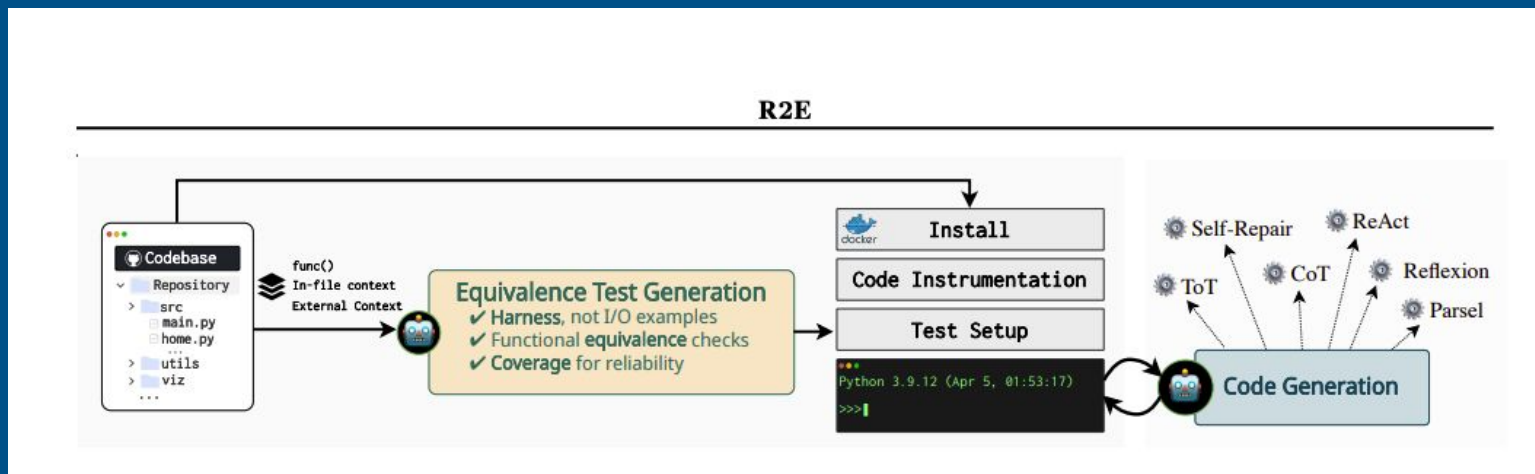 R2E
Codebase
Repository
src
main.py
home.py
...
utils
viz
...
func()
In-file context
External Context
Equivalence Test Generation
✔ Harness, not I/O examples
✔ Functional equivalence checks
✔ Coverage for reliability
docker
Install
Code Instrumentation
Test Setup
Python 3.9.12 (Apr 5, 01:53:17)
>>>
Self-Repair
ReAct
ToT
CoT
Reflexion
Parsel
Code Generation